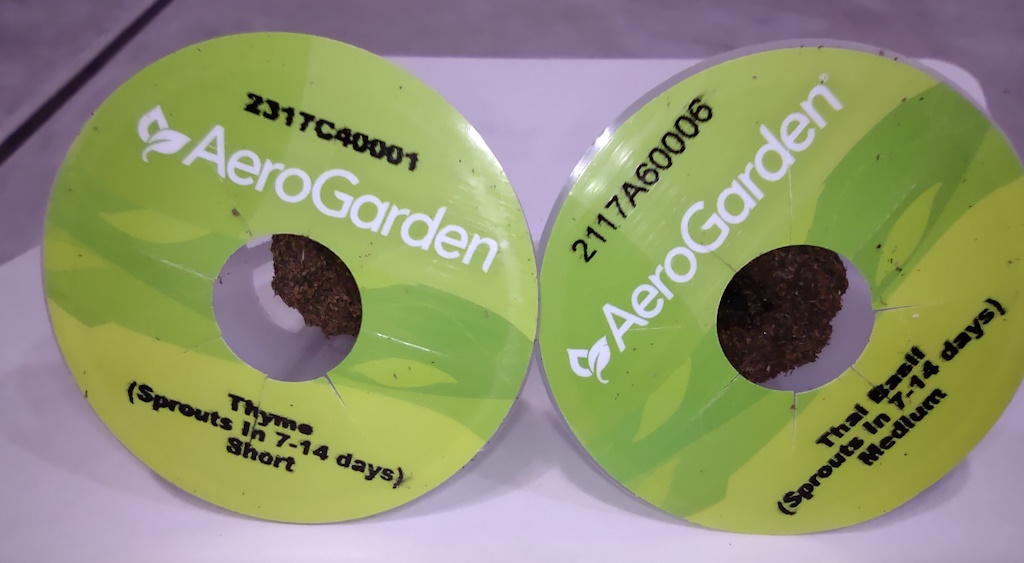 2317C40001
AeroGarden
Thyme
(Sprouts In 7-14 days)
Short
2117A60006
AeroGarden
Thai Basil
(Sprouts In 7-14 days)
Medium